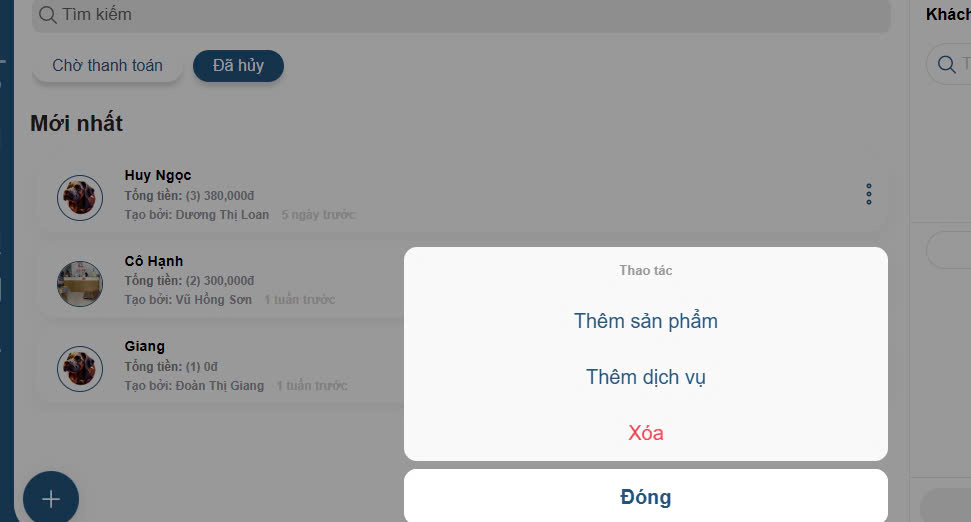 Tìm kiếm
Khách
Chờ thanh toán
Đã hủy
Mới nhất
Huy Ngọc
Tổng tiền: (3) 380,000đ
Tạo bởi: Dương Thị Loan 5 ngày trước
Cô Hạnh
Tổng tiền: (2) 300,000đ
Tạo bởi: Vũ Hồng Sơn 1 tuần trước
Giang
Tổng tiền: (1) 0đ
Tạo bởi: Đoàn Thị Giang 1 tuần trước
Thao tác
Thêm sản phẩm
Thêm dịch vụ
Xóa
Đóng